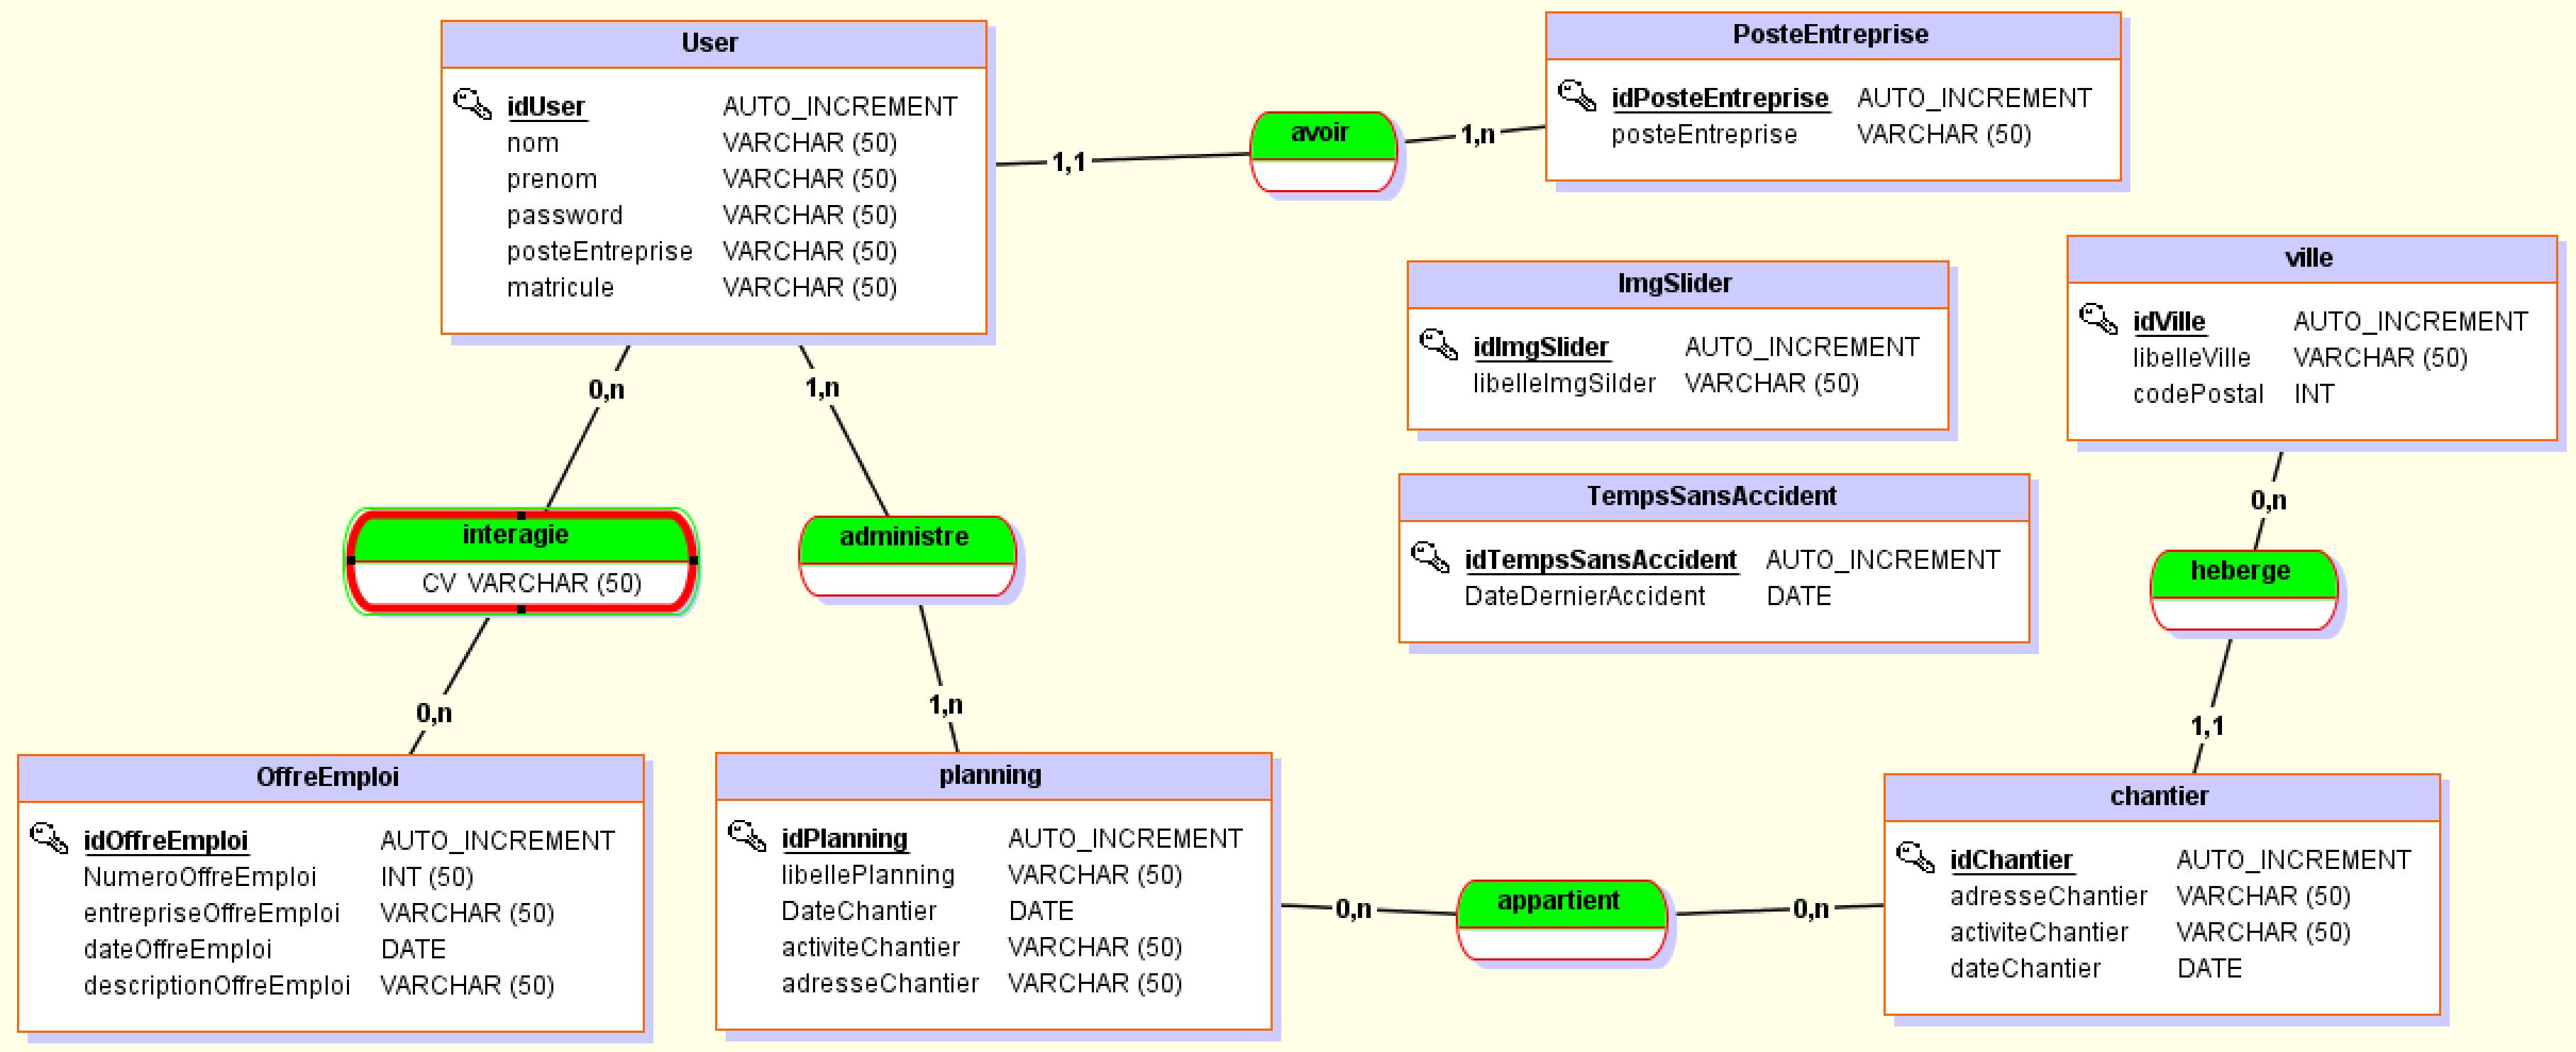 User
idUser AUTO_INCREMENT
nom VARCHAR (50)
prenom VARCHAR (50)
password VARCHAR (50)
posteEntreprise VARCHAR (50)
matricule VARCHAR (50)
1,1
avoir
1,n
PosteEntreprise
idPosteEntreprise AUTO_INCREMENT
posteEntreprise VARCHAR (50)
ImgSlider
idImgSlider AUTO_INCREMENT
libelleImgSilder VARCHAR (50)
ville
idVille AUTO_INCREMENT
libelleVille VARCHAR (50)
codePostal INT
0,n
1,n
interagie
CV VARCHAR (50)
administre
TempsSansAccident
idTempsSansAccident AUTO_INCREMENT
DateDernierAccident DATE
0,n
heberge
1,1
0,n
1,n
OffreEmploi
idOffreEmploi AUTO_INCREMENT
NumeroOffreEmploi INT (50)
entrepriseOffreEmploi VARCHAR (50)
dateOffreEmploi DATE
descriptionOffreEmploi VARCHAR (50)
planning
idPlanning AUTO_INCREMENT
libellePlanning VARCHAR (50)
DateChantier DATE
activiteChantier VARCHAR (50)
adresseChantier VARCHAR (50)
0,n
appartient
0,n
chantier
idChantier AUTO_INCREMENT
adresseChantier VARCHAR (50)
activiteChantier VARCHAR (50)
dateChantier DATE